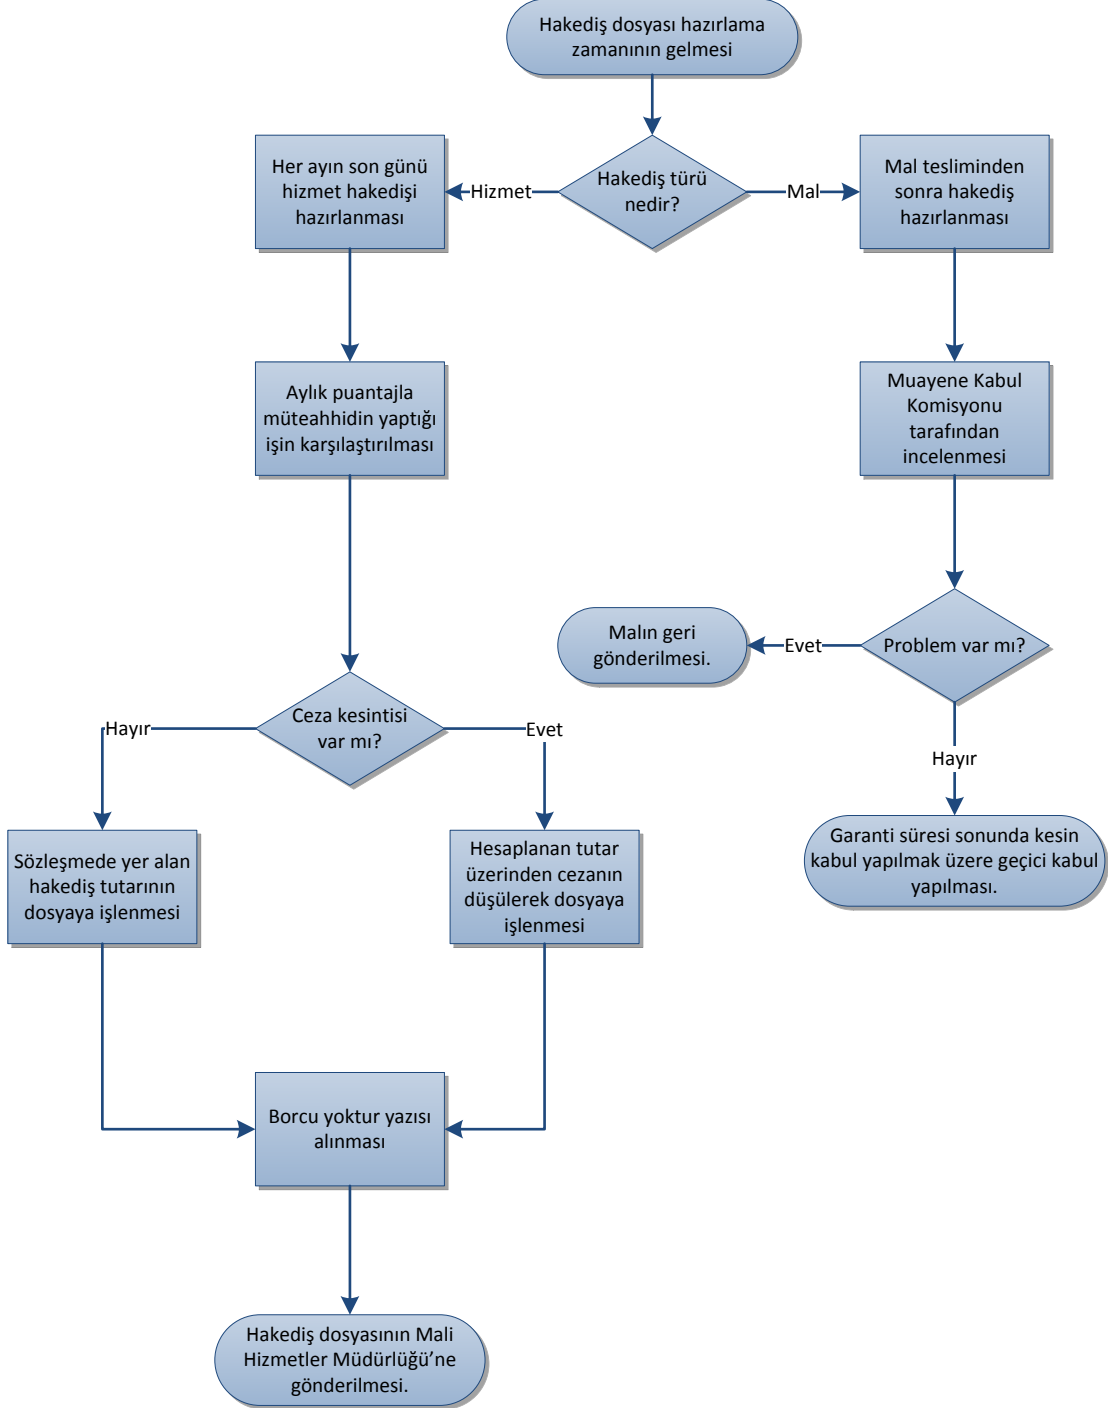 Hakediş dosyası hazırlama
zamanının gelmesi
Hakediş türü
nedir?
Hizmet
Mal
Her ayın son günü
hizmet hakedişi
hazırlanması
Mal tesliminden
sonra hakediş
hazırlanması
Aylık puantajla
müteahhidin yaptığı
işin karşılaştırılması
Muayene Kabul
Komisyonu
tarafından
incelenmesi
Problem var mı?
Evet
Malın geri
gönderilmesi.
Hayır
Garanti süresi sonunda kesin
kabul yapılmak üzere geçici kabul
yapılması.
Ceza kesintisi
var mı?
Hayır
Evet
Sözleşmede yer alan
hakediş tutarının
dosyaya işlenmesi
Hesaplanan tutar
üzerinden cezanın
düşülerek dosyaya
işlenmesi
Borcu yoktur yazısı
alınması
Hakediş dosyasının Mali
Hizmetler Müdürlüğü’ne
gönderilmesi.